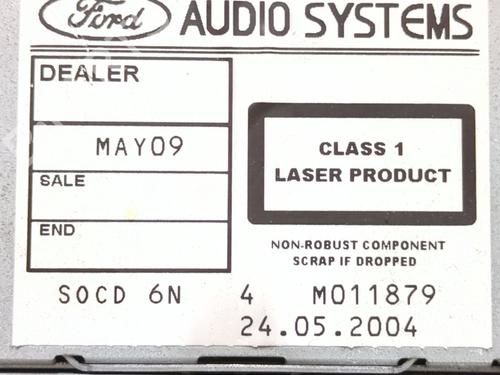 Ford AUDIO SYSTEMS
DEALER
MAY09
SALE
END
CLASS 1
LASER PRODUCT
NON-ROBUST COMPONENT
SCRAP IF DROPPED
SOCD 6N 4 M011879
24.05.2004